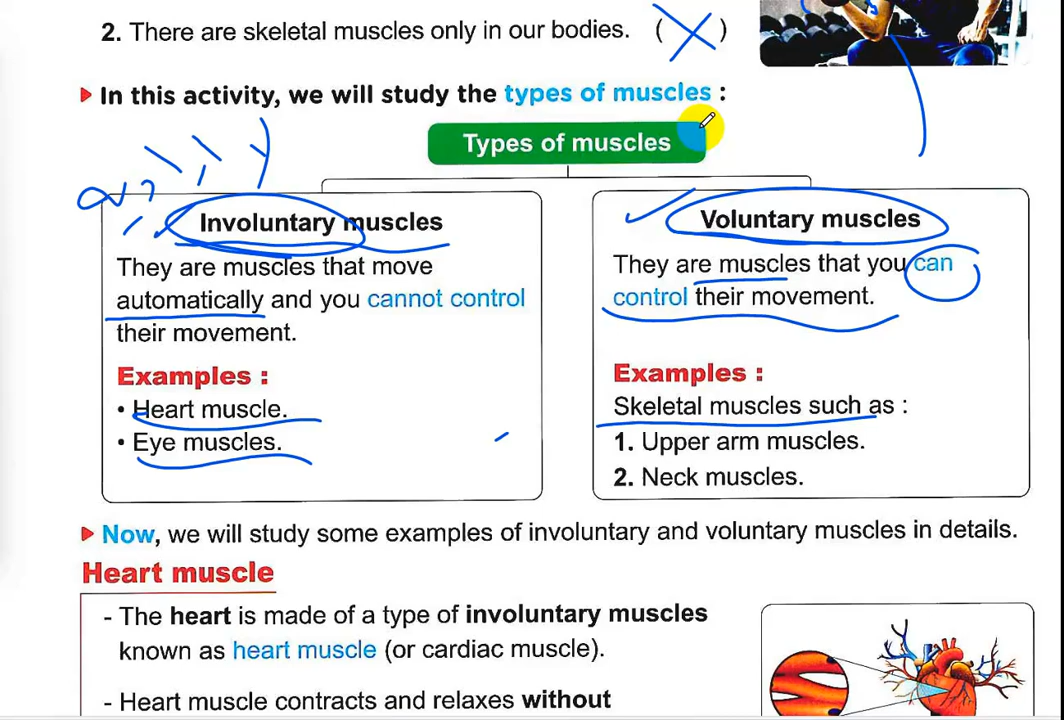 2. There are skeletal muscles only in our bodies. (X)
In this activity, we will study the types of muscles :
Types of muscles
Involuntary muscles
They are muscles that move
automatically and you cannot control
their movement.
Examples :
• Heart muscle.
• Eye muscles.
Voluntary muscles
They are muscles that you can
control their movement.
Examples :
Skeletal muscles such as :
1. Upper arm muscles.
2. Neck muscles.
Now, we will study some examples of involuntary and voluntary muscles in details.
Heart muscle
- The heart is made of a type of involuntary muscles
known as heart muscle (or cardiac muscle).
- Heart muscle contracts and relaxes without